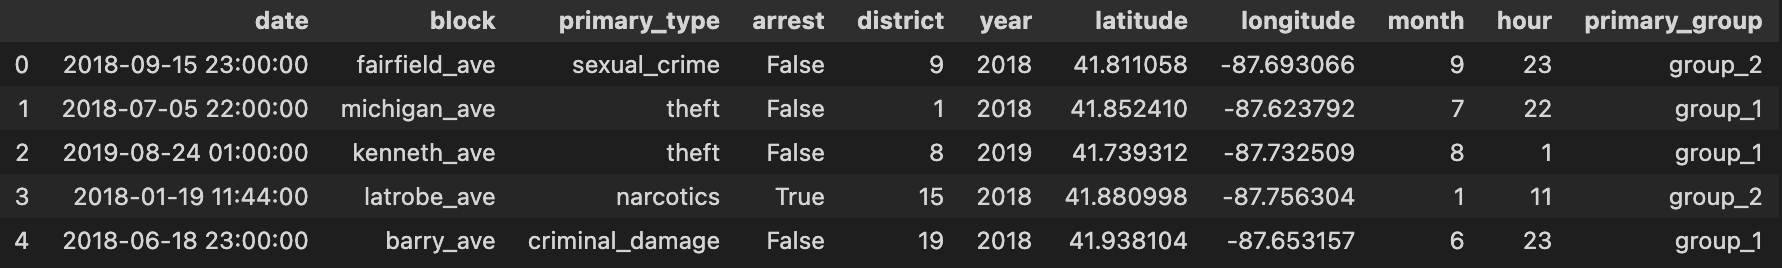 date block primary_type arrest district year latitude longitude month hour primary_group
0 2018-09-15 23:00:00 fairfield_ave sexual_crime False 9 2018 41.811058 -87.693066 9 23 group_2
1 2018-07-05 22:00:00 michigan_ave theft False 1 2018 41.852410 -87.623792 7 22 group_1
2 2019-08-24 01:00:00 kenneth_ave theft False 8 2019 41.739312 -87.732509 8 1 group_1
3 2018-01-19 11:44:00 latrobe_ave narcotics True 15 2018 41.880998 -87.756304 1 11 group_2
4 2018-06-18 23:00:00 barry_ave criminal_damage False 19 2018 41.938104 -87.653157 6 23 group_1